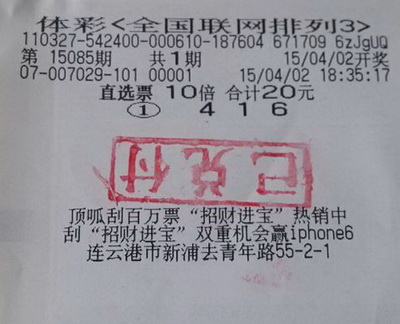 体彩<全国联网排列3>
110327-542400-000610-187604 671709 6zJgUQ
第 15085期 共1期 15/04/02开奖
07-007029-101 00001 15/04/02 18:35:17
直选票 10倍 合计20元
① 4 1 6
已兑付
顶呱刮百万票“招财进宝”热销中
刮“招财进宝”双重机会赢iphone6
连云港市新浦去青年路55-2-1